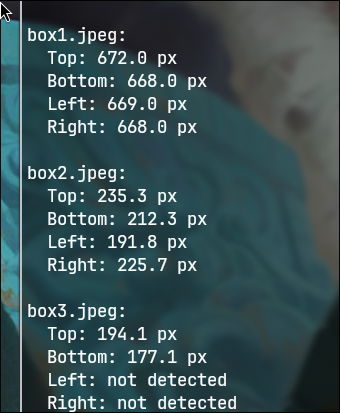 box1.jpeg:
Top: 672.0 px
Bottom: 668.0 px
Left: 669.0 px
Right: 668.0 px
box2.jpeg:
Top: 235.3 px
Bottom: 212.3 px
Left: 191.8 px
Right: 225.7 px
box3.jpeg:
Top: 194.1 px
Bottom: 177.1 px
Left: not detected
Right: not detected